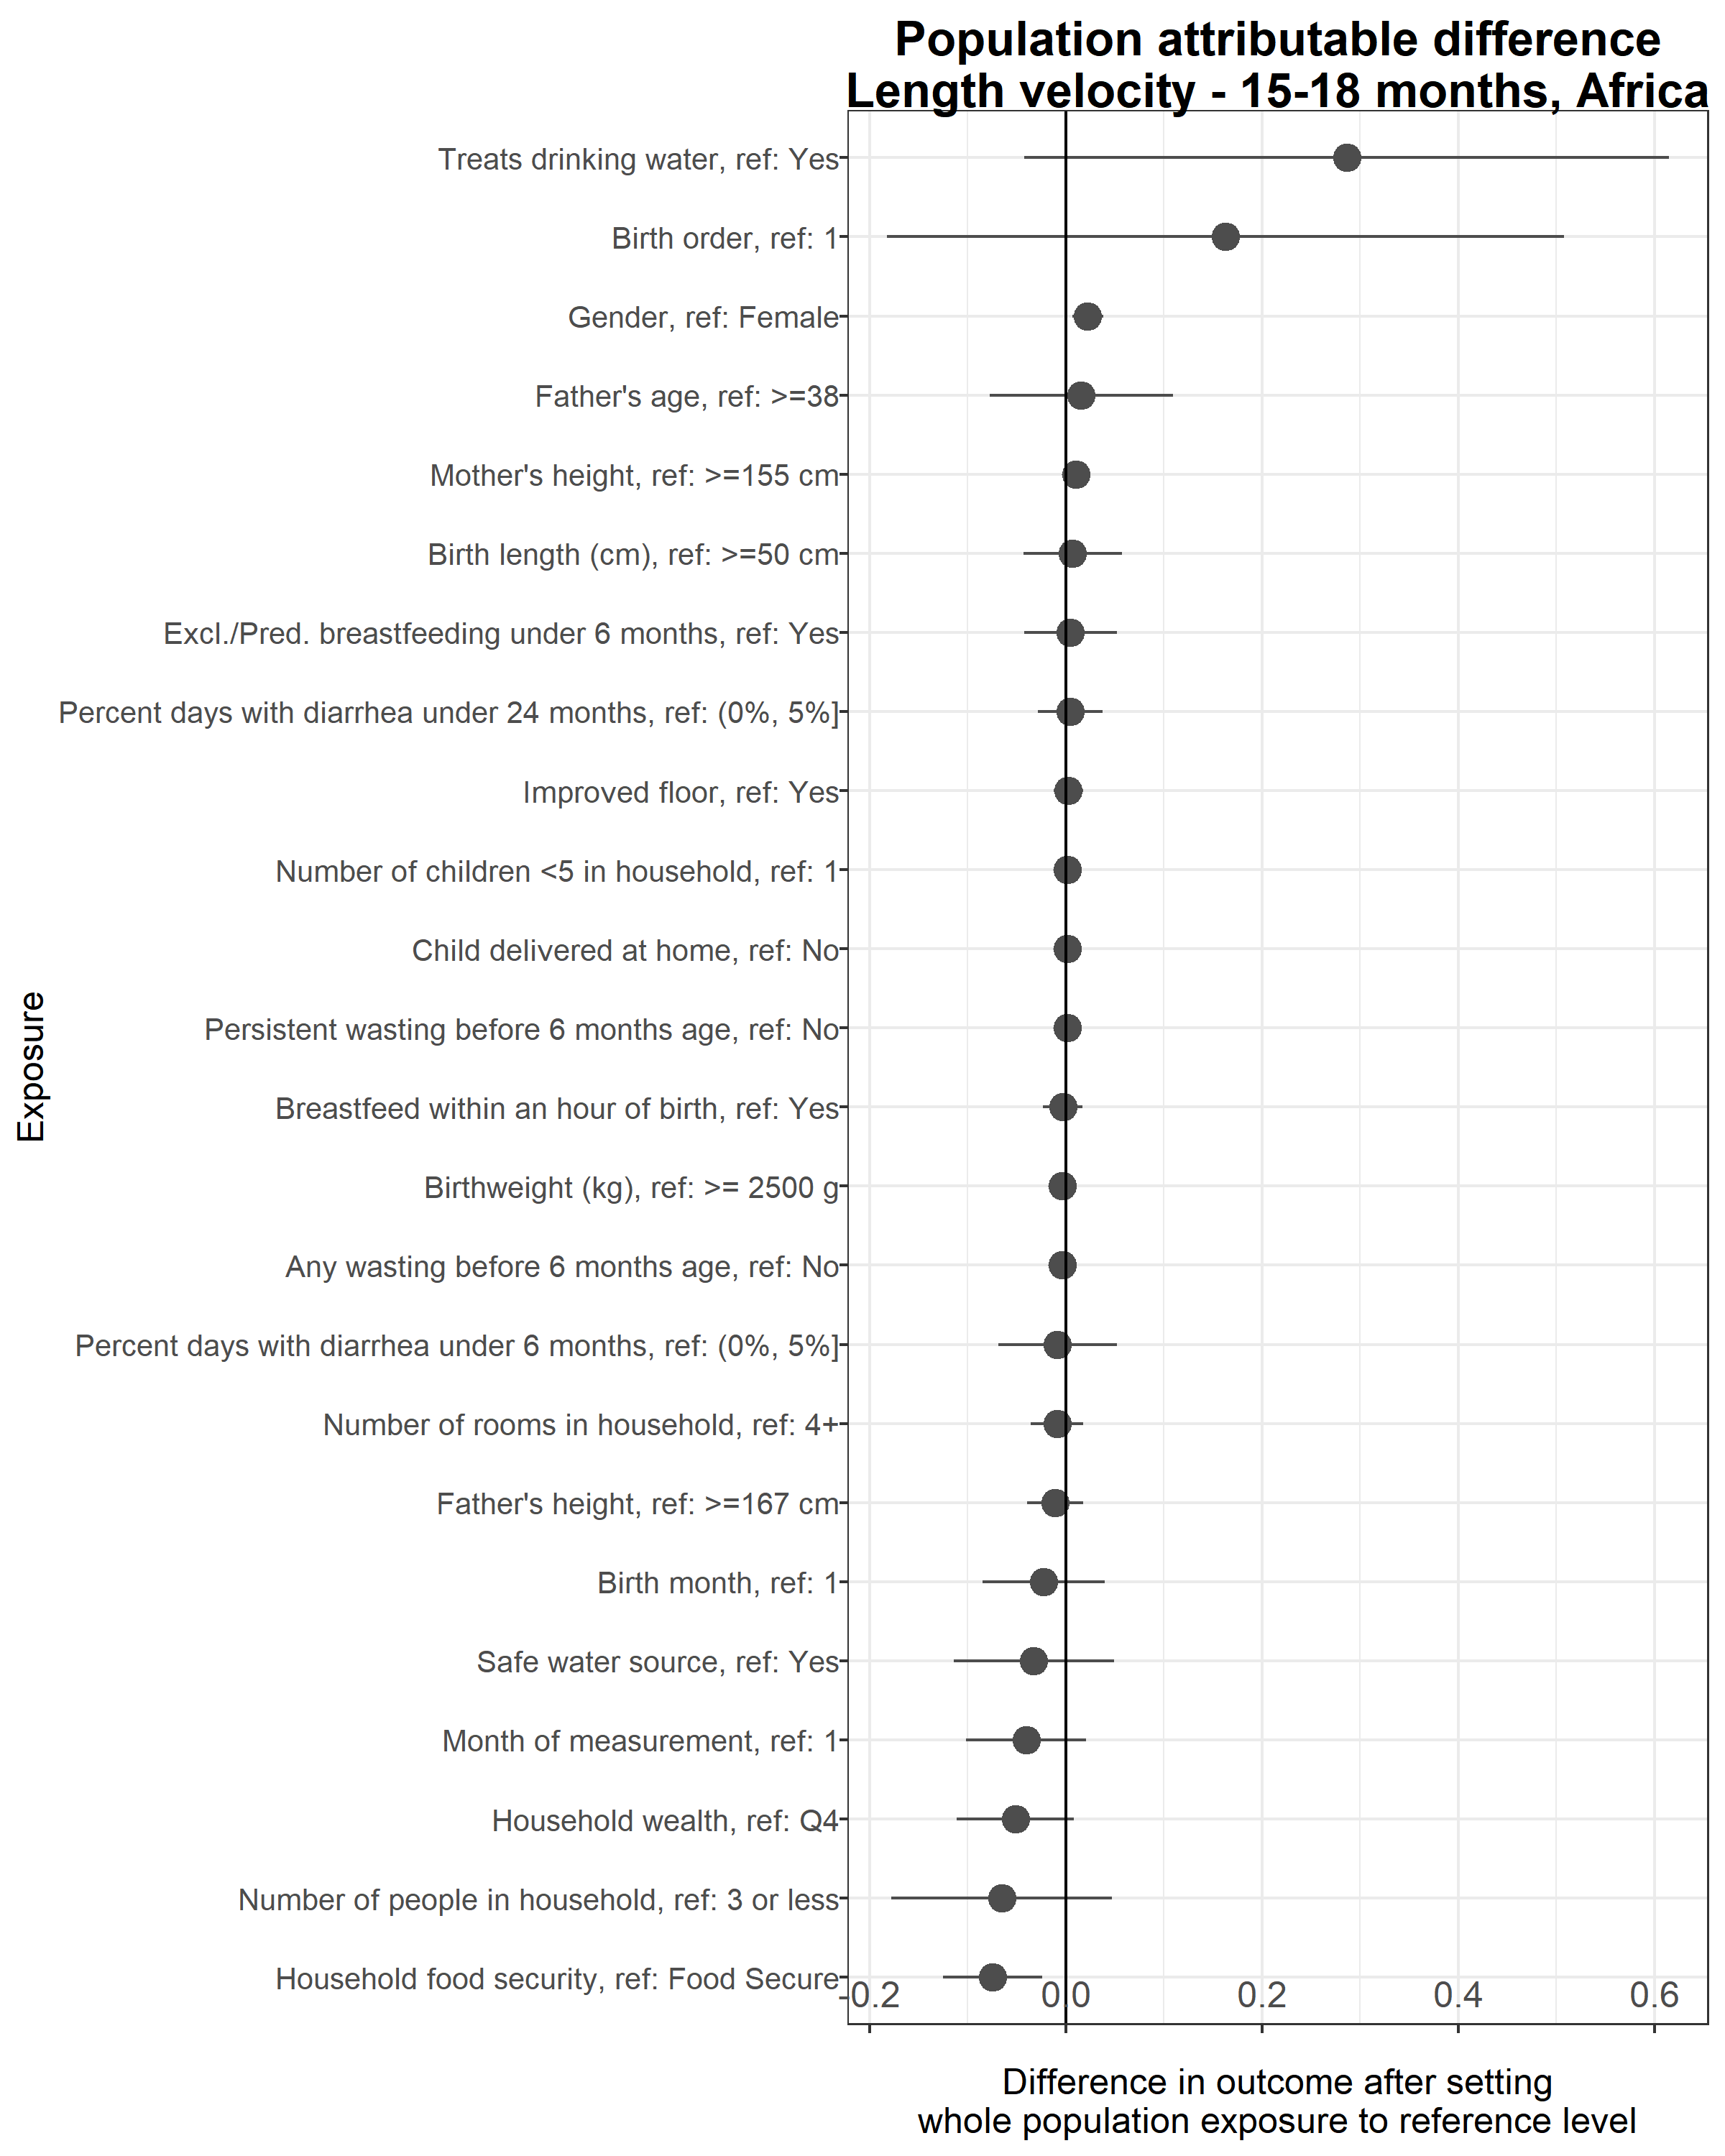 Population attributable difference
Length velocity - 15-18 months, Africa
Treats drinking water, ref: Yes
Birth order, ref: 1
Gender, ref: Female
Father's age, ref: >=38
Mother's height, ref: >=155 cm
Birth length (cm), ref: >=50 cm
Excl./Pred. breastfeeding under 6 months, ref: Yes
Percent days with diarrhea under 24 months, ref: (0%, 5%]
Improved floor, ref: Yes
Number of children <5 in household, ref: 1
Child delivered at home, ref: No
Persistent wasting before 6 months age, ref: No
Breastfeed within an hour of birth, ref: Yes
Birthweight (kg), ref: >= 2500 g
Any wasting before 6 months age, ref: No
Percent days with diarrhea under 6 months, ref: (0%, 5%]
Number of rooms in household, ref: 4+
Father's height, ref: >=167 cm
Birth month, ref: 1
Safe water source, ref: Yes
Month of measurement, ref: 1
Household wealth, ref: Q4
Number of people in household, ref: 3 or less
Household food security, ref: Food Secure
Exposure
-0.2 0.0 0.2 0.4 0.6
Difference in outcome after setting
whole population exposure to reference level